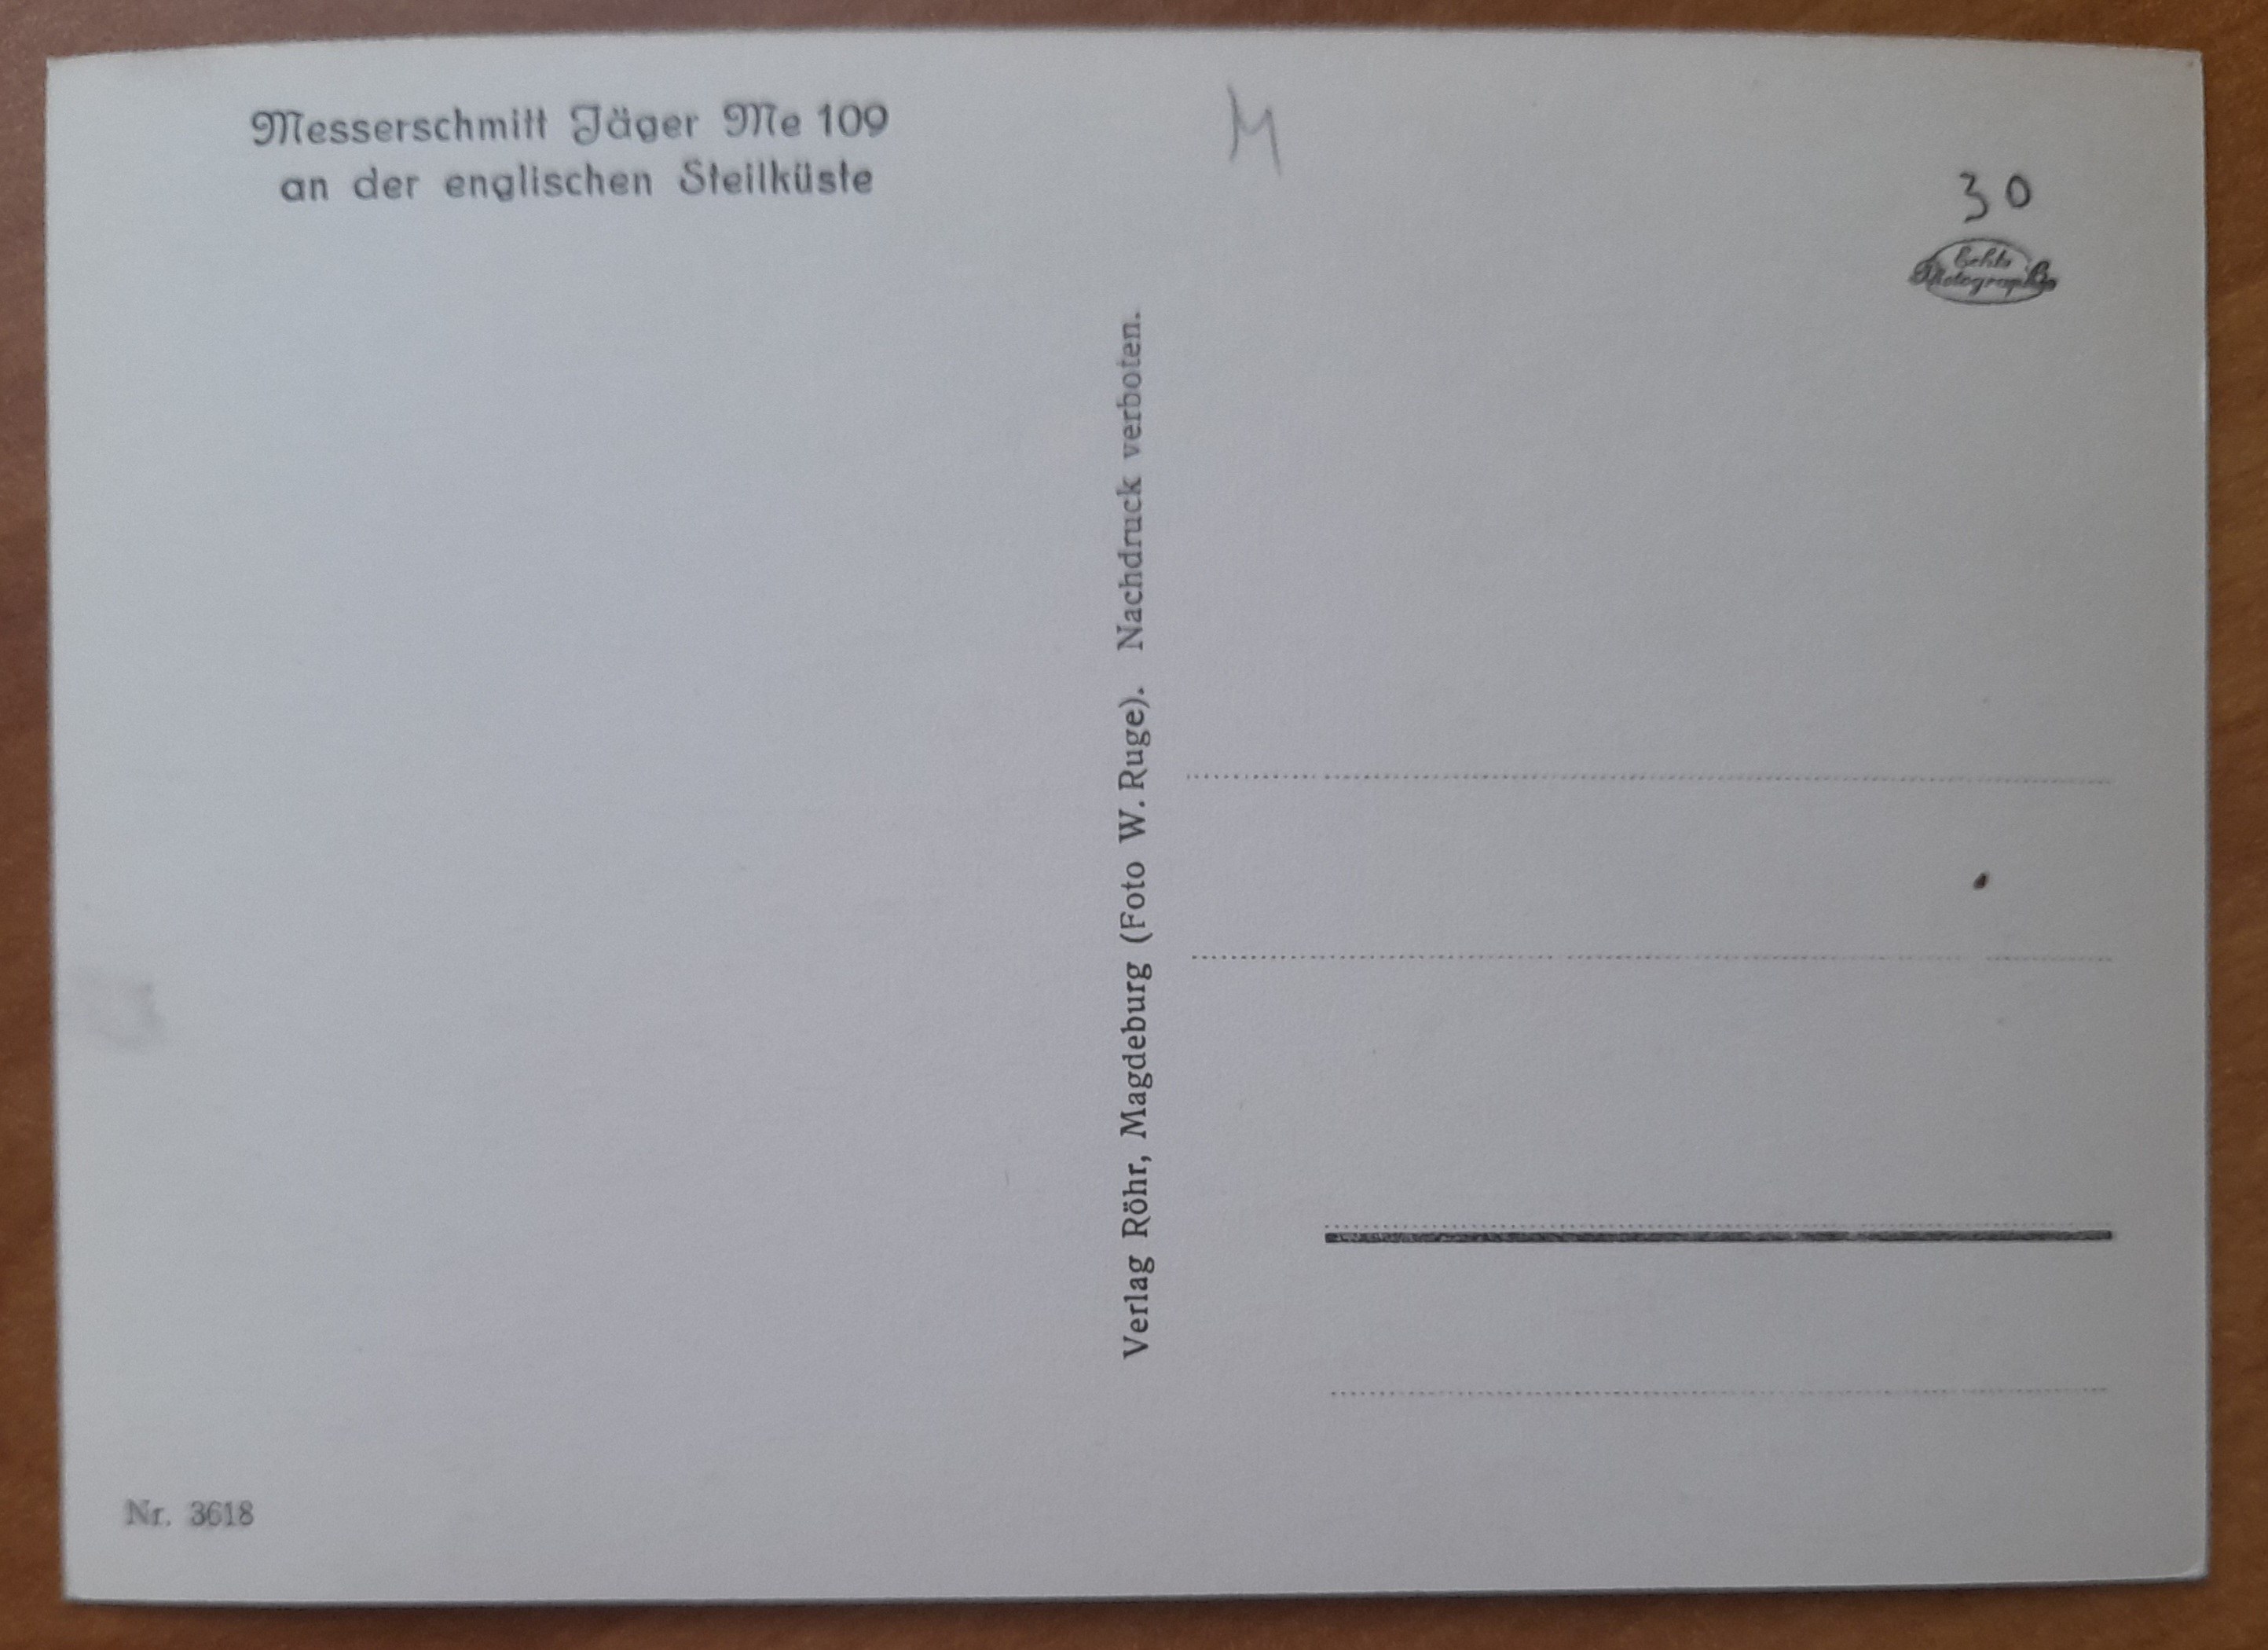 Messerschmitt Jäger Me 109
an der englischen Steilküste
M
30
Echte
Photographie
Verlag Röhr, Magdeburg (Foto W. Ruge). Nachdruck verboten.
Nr. 3618